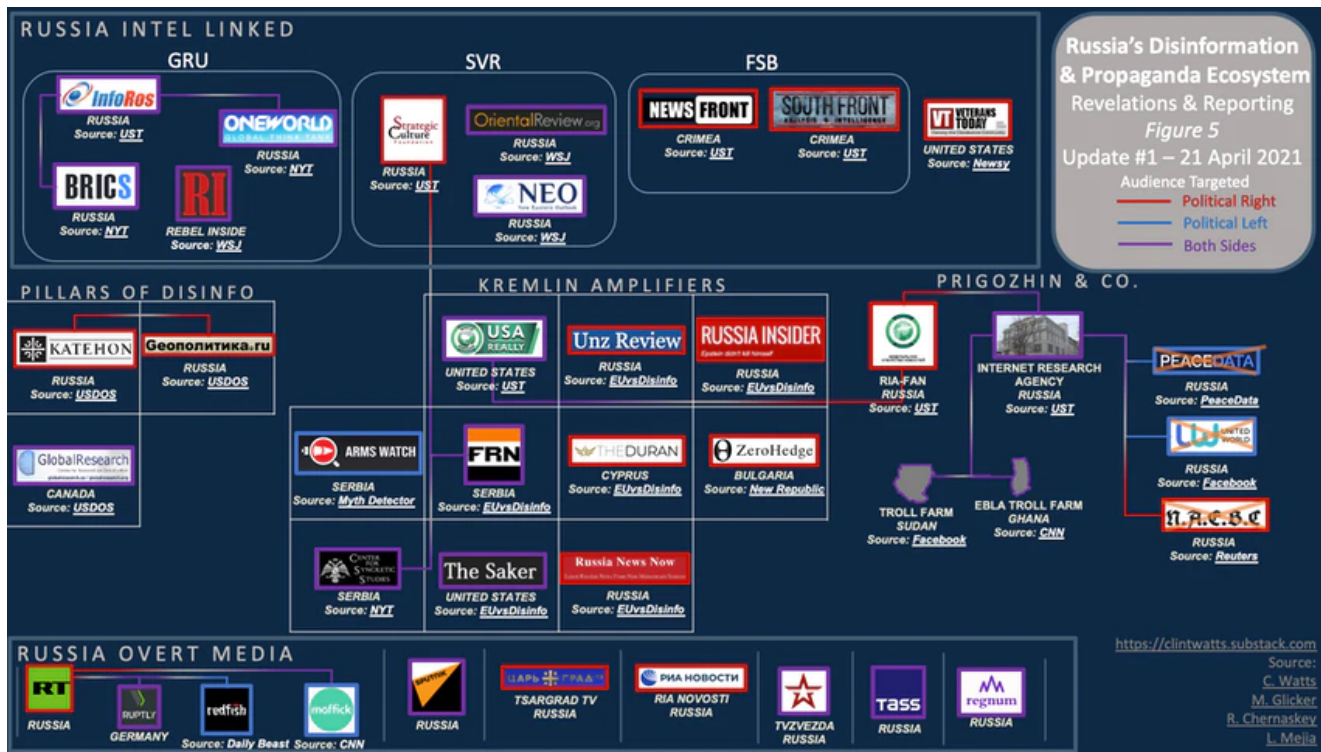 RUSSIA INTEL LINKED
GRU
SVR
FSB
InfoRos
RUSSIA
Source: UST
ONEWORLD
GLOBAL THINK TANK
RUSSIA
Source: NYT
BRICS
RUSSIA
Source: NYT
RI
REBEL INSIDE
Source: WSJ
Strategic
Culture
Foundation
RUSSIA
Source: UST
OrientalReview.org
RUSSIA
Source: WSJ
NEO
New Eastern Outlook
RUSSIA
Source: WSJ
NEWS FRONT
CRIMEA
Source: UST
SOUTH FRONT
ANALYSIS & INTELLIGENCE
CRIMEA
Source: UST
VT VETERANS
TODAY
UNITED STATES
Source: Newsy
Russia's Disinformation
& Propaganda Ecosystem
Revelations & Reporting
Figure 5
Update #1 – 21 April 2021
Audience Targeted
Political Right
Political Left
Both Sides
PILLARS OF DISINFO
KATEHON
RUSSIA
Source: USDOS
Геополитика.ru
RUSSIA
Source: USDOS
GlobalResearch
CANADA
Source: USDOS
KREMLIN AMPLIFIERS
USA
REALLY
UNITED STATES
Source: UST
Unz Review
RUSSIA
Source: EUvsDisinfo
RUSSIA INSIDER
Epstein didn't kill himself
RUSSIA
Source: EUvsDisinfo
ARMS WATCH
SERBIA
Source: Myth Detector
FRN
SERBIA
Source: EUvsDisinfo
THEDURAN
CYPRUS
Source: EUvsDisinfo
ZeroHedge
BULGARIA
Source: New Republic
CENTER
FOR
SYNCRETIC
STUDIES
SERBIA
Source: NYT
The Saker
UNITED STATES
Source: EUvsDisinfo
Russia News Now
RUSSIA
Source: EUvsDisinfo
PRIGOZHIN & CO.
RIA-FAN
RUSSIA
Source: UST
INTERNET RESEARCH
AGENCY
RUSSIA
Source: UST
PEACEDATA
RUSSIA
Source: PeaceData
UNITED
WORLD
RUSSIA
Source: Facebook
N.A.E.B.C
RUSSIA
Source: Reuters
TROLL FARM
SUDAN
Source: Facebook
EBLA TROLL FARM
GHANA
Source: CNN
RUSSIA OVERT MEDIA
RT
RUSSIA
RUPTLY
GERMANY
redfish
Source: Daily Beast
maffick
Source: CNN
SPUTNIK
RUSSIA
ЦАРЬГРАД
TSARGRAD TV
RUSSIA
РИА НОВОСТИ
RIA NOVOSTI
RUSSIA
TVZVEZDA
RUSSIA
TASS
RUSSIA
regnum
RUSSIA
https://clintwatts.substack.com
Source:
C. Watts
M. Glicker
R. Chernaskey
L. Mejia